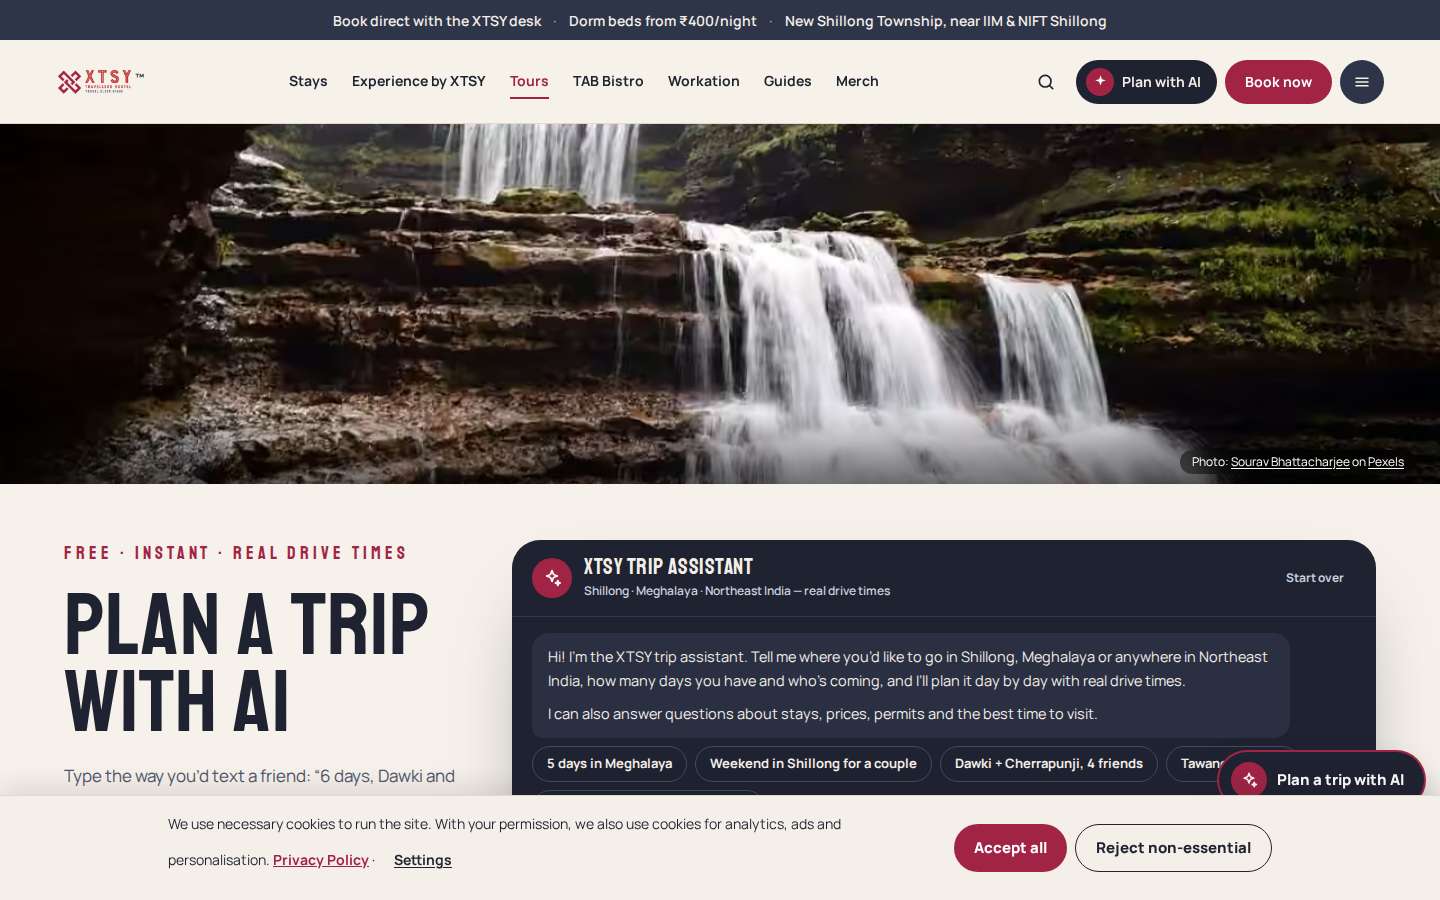 Book direct with the XTSY desk · Dorm beds from ₹400/night · New Shillong Township, near IIM & NIFT Shillong
XTSY™
Stays Experience by XTSY Tours TAB Bistro Workation Guides Merch
Plan with AI
Book now
Photo: Sourav Bhattacharjee on Pexels
FREE · INSTANT · REAL DRIVE TIMES
PLAN A TRIP
WITH AI
Type the way you’d text a friend: “6 days, Dawki and
XTSY TRIP ASSISTANT
Shillong · Meghalaya · Northeast India — real drive times
Start over
Hi! I’m the XTSY trip assistant. Tell me where you’d like to go in Shillong, Meghalaya or anywhere in Northeast
India, how many days you have and who’s coming, and I’ll plan it day by day with real drive times.
I can also answer questions about stays, prices, permits and the best time to visit.
5 days in Meghalaya
Weekend in Shillong for a couple
Dawki + Cherrapunji, 4 friends
Plan a trip with AI
We use necessary cookies to run the site. With your permission, we also use cookies for analytics, ads and
personalisation. Privacy Policy · Settings
Accept all
Reject non-essential